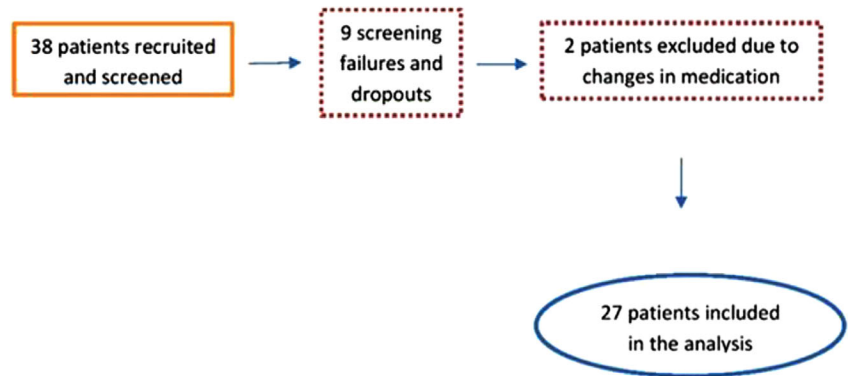 38 patients recruited
and screened
9 screening
failures and
dropouts
2 patients excluded due to
changes in medication
27 patients included
in the analysis